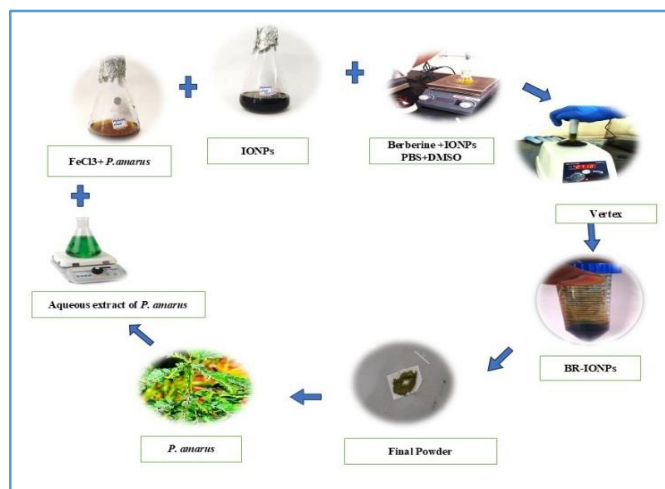 FeCl3+ P.amarus
IONPs
Berberine +IONPs
PBS+DMSO
Vertex
Aqueous extract of P. amarus
BR-IONPs
P. amarus
Final Powder